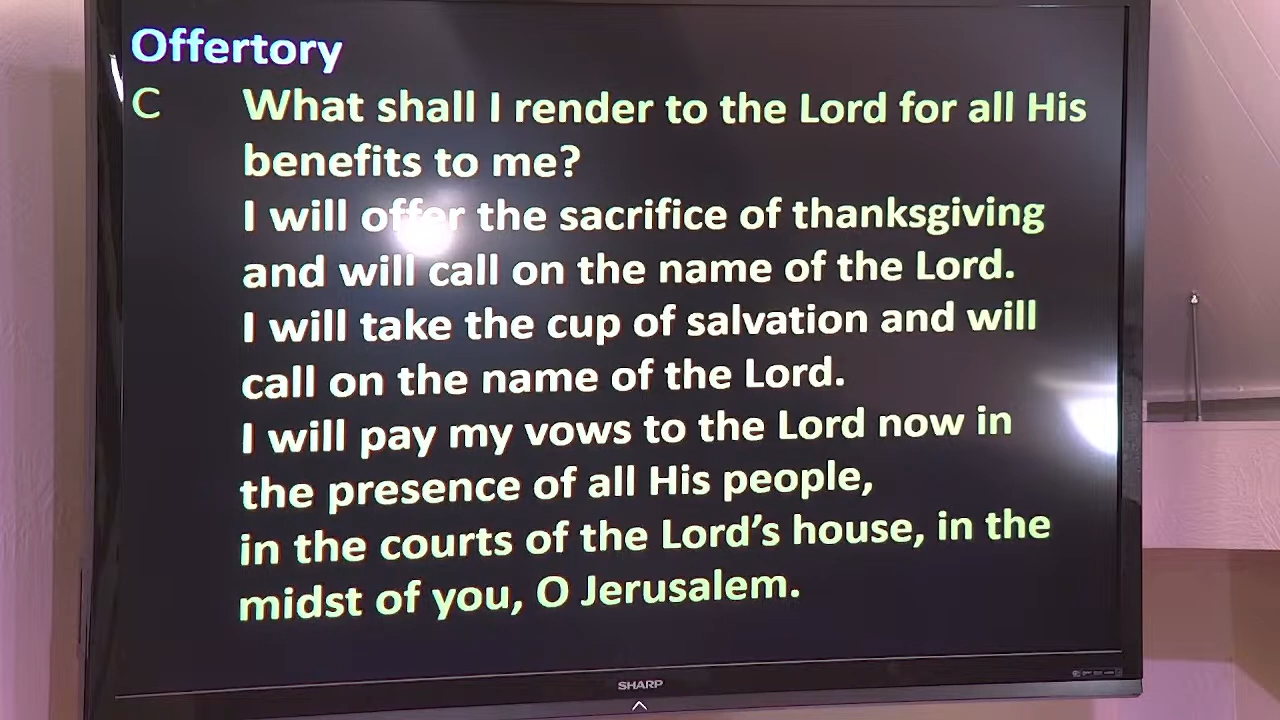 Offertory
C What shall I render to the Lord for all His
benefits to me?
I will offer the sacrifice of thanksgiving
and will call on the name of the Lord.
I will take the cup of salvation and will
call on the name of the Lord.
I will pay my vows to the Lord now in
the presence of all His people,
in the courts of the Lord's house, in the
midst of you, O Jerusalem.
SHARP